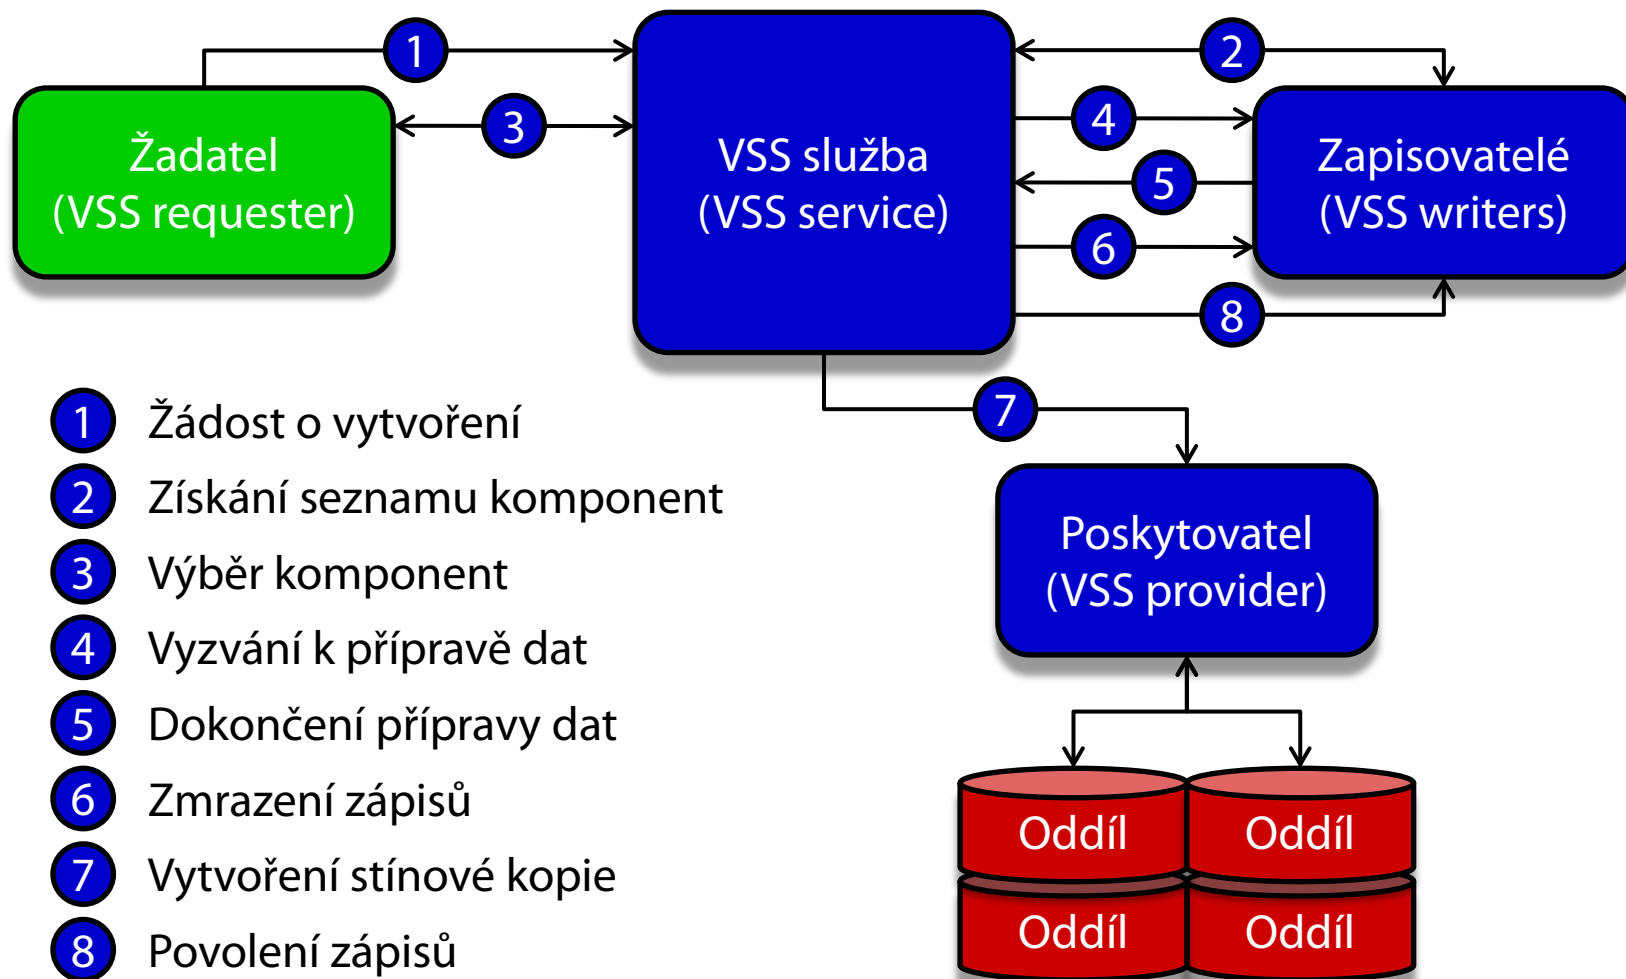 1
2
3
4
5
6
8
7
Žadatel
(VSS requester)
VSS služba
(VSS service)
Zapisovatelé
(VSS writers)
Poskytovatel
(VSS provider)
Oddíl
Oddíl
Oddíl
Oddíl
1 Žádost o vytvoření
2 Získání seznamu komponent
3 Výběr komponent
4 Vyzvání k přípravě dat
5 Dokončení přípravy dat
6 Zmrazení zápisů
7 Vytvoření stínové kopie
8 Povolení zápisů